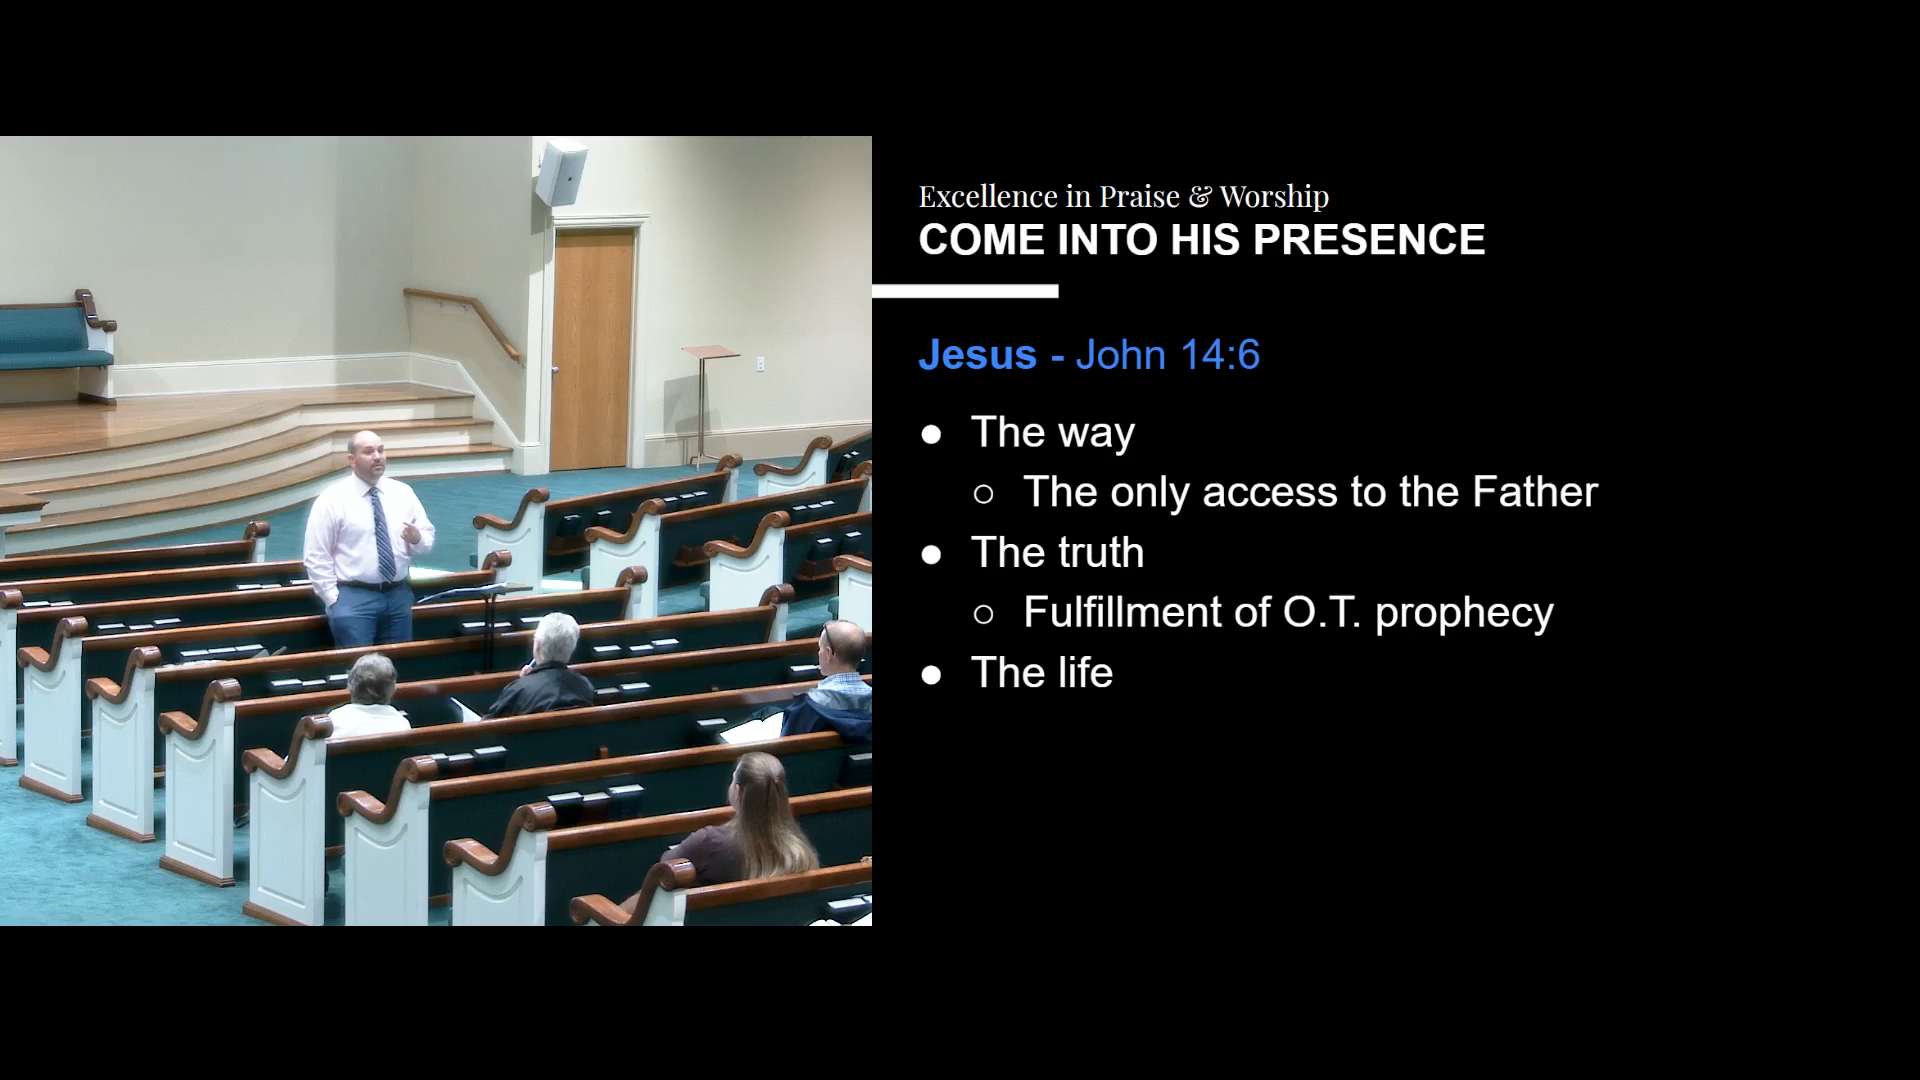 Excellence in Praise & Worship
COME INTO HIS PRESENCE
Jesus - John 14:6
● The way
○ The only access to the Father
● The truth
○ Fulfillment of O.T. prophecy
● The life